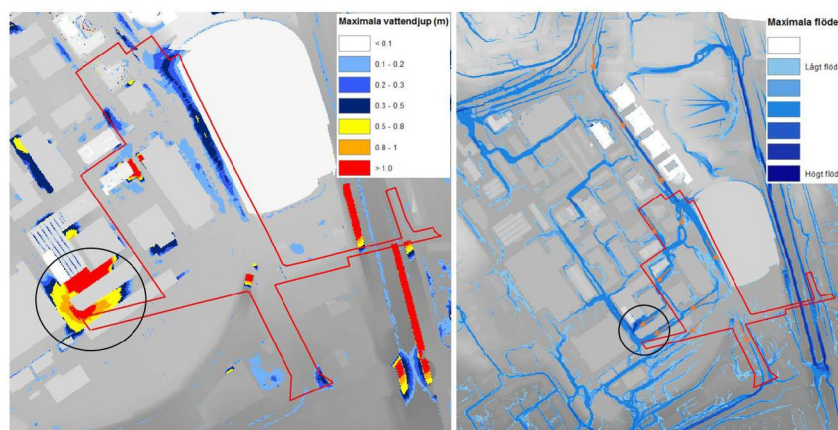 Maximala vattendjup (m)
< 0.1
0.1 - 0.2
0.2 - 0.3
0.3 - 0.5
0.5 - 0.8
0.8 - 1
> 1.0
Maximala flöde
Lågt flöd
Högt flöd